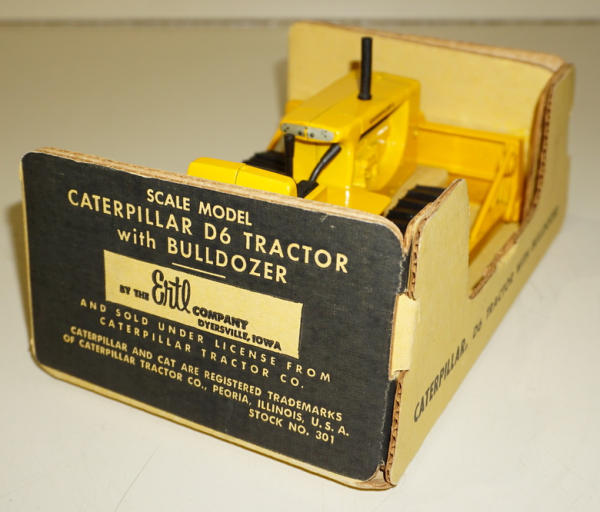 SCALE MODEL
CATERPILLAR D6 TRACTOR
with BULLDOZER
BY THE Ertl COMPANY
DYERSVILLE, IOWA
AND SOLD UNDER LICENSE FROM
CATERPILLAR TRACTOR CO.
CATERPILLAR AND CAT ARE REGISTERED TRADEMARKS
OF CATERPILLAR TRACTOR CO., PEORIA, ILLINOIS, U. S. A.
STOCK NO. 301
CATERPILLAR, D6 TRACTOR WITH BULLDOZER